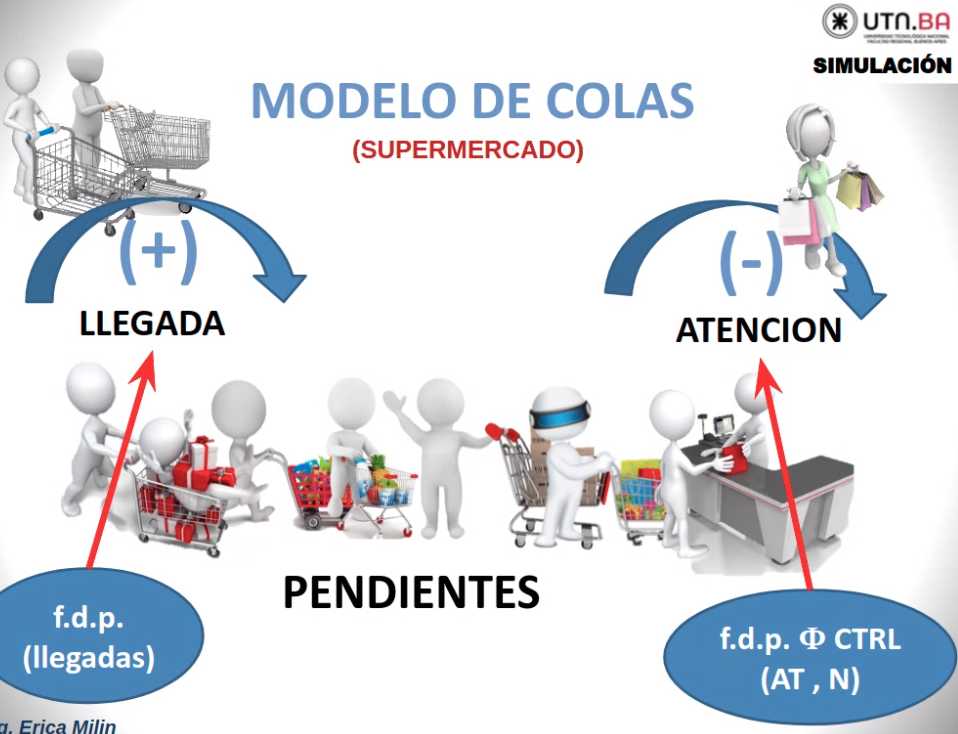 UTN.BA
UNIVERSIDAD TECNOLÓGICA NACIONAL
FACULTAD REGIONAL BUENOS AIRES
SIMULACIÓN
MODELO DE COLAS
(SUPERMERCADO)
(+)
(-)
LLEGADA
ATENCION
PENDIENTES
f.d.p.
(llegadas)
f.d.p. Φ CTRL
(AT , N)
g. Erica Milin